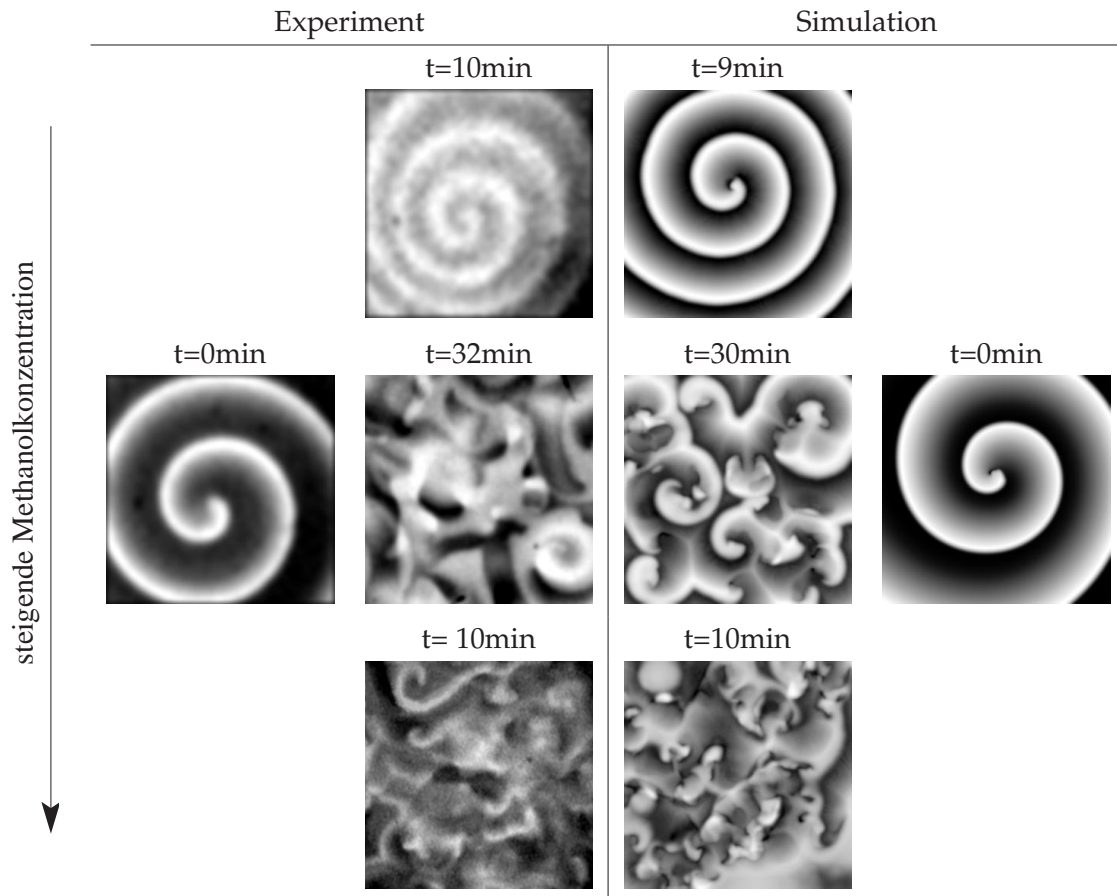 Experiment
Simulation
t=10min
t=9min
steigende Methanolkonzentration
t=0min
t=32min
t=30min
t=0min
t= 10min
t=10min